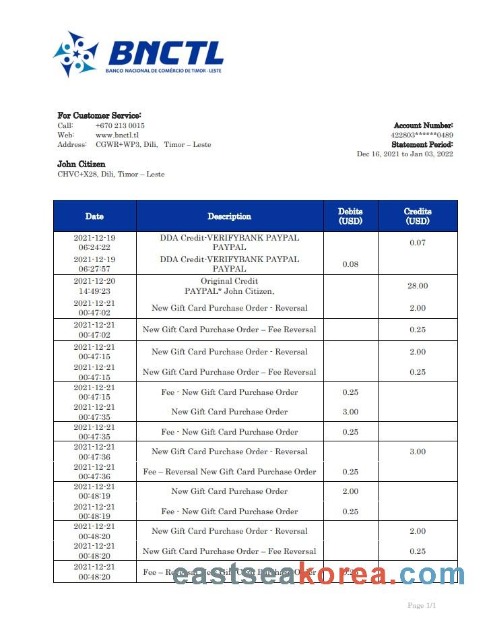 BNCTL
BANCO NACIONAL DE COMÉRCIO DE TIMOR - LESTE
For Customer Service:
Call: +670 213 0015
Web: www.bnctl.tl
Address: CGWR+WP3, Dili, Timor – Leste
Account Number:
422803******0489
Statement Period:
Dec 16, 2021 to Jan 03, 2022
John Citizen
CHVC+X28, Dili, Timor – Leste
Date Description Debits (USD) Credits (USD)
2021-12-19 06:24:22 DDA Credit-VERIFYBANK PAYPAL PAYPAL 0.07
2021-12-19 06:27:57 DDA Credit-VERIFYBANK PAYPAL PAYPAL 0.08
2021-12-20 14:49:23 Original Credit PAYPAL* John Citizen. 28.00
2021-12-21 00:47:02 New Gift Card Purchase Order - Reversal 2.00
2021-12-21 00:47:02 New Gift Card Purchase Order – Fee Reversal 0.25
2021-12-21 00:47:15 New Gift Card Purchase Order - Reversal 2.00
2021-12-21 00:47:15 New Gift Card Purchase Order – Fee Reversal 0.25
2021-12-21 00:47:15 Fee - New Gift Card Purchase Order 0.25
2021-12-21 00:47:35 New Gift Card Purchase Order 3.00
2021-12-21 00:47:35 Fee - New Gift Card Purchase Order 0.25
2021-12-21 00:47:36 New Gift Card Purchase Order - Reversal 3.00
2021-12-21 00:47:36 Fee – Reversal New Gift Card Purchase Order 0.25
2021-12-21 00:48:19 New Gift Card Purchase Order 2.00
2021-12-21 00:48:19 Fee - New Gift Card Purchase Order 0.25
2021-12-21 00:48:20 New Gift Card Purchase Order - Reversal 2.00
2021-12-21 00:48:20 New Gift Card Purchase Order – Fee Reversal 0.25
2021-12-21 00:48:20 Fee –
eastseakorea.com
Page 1/1